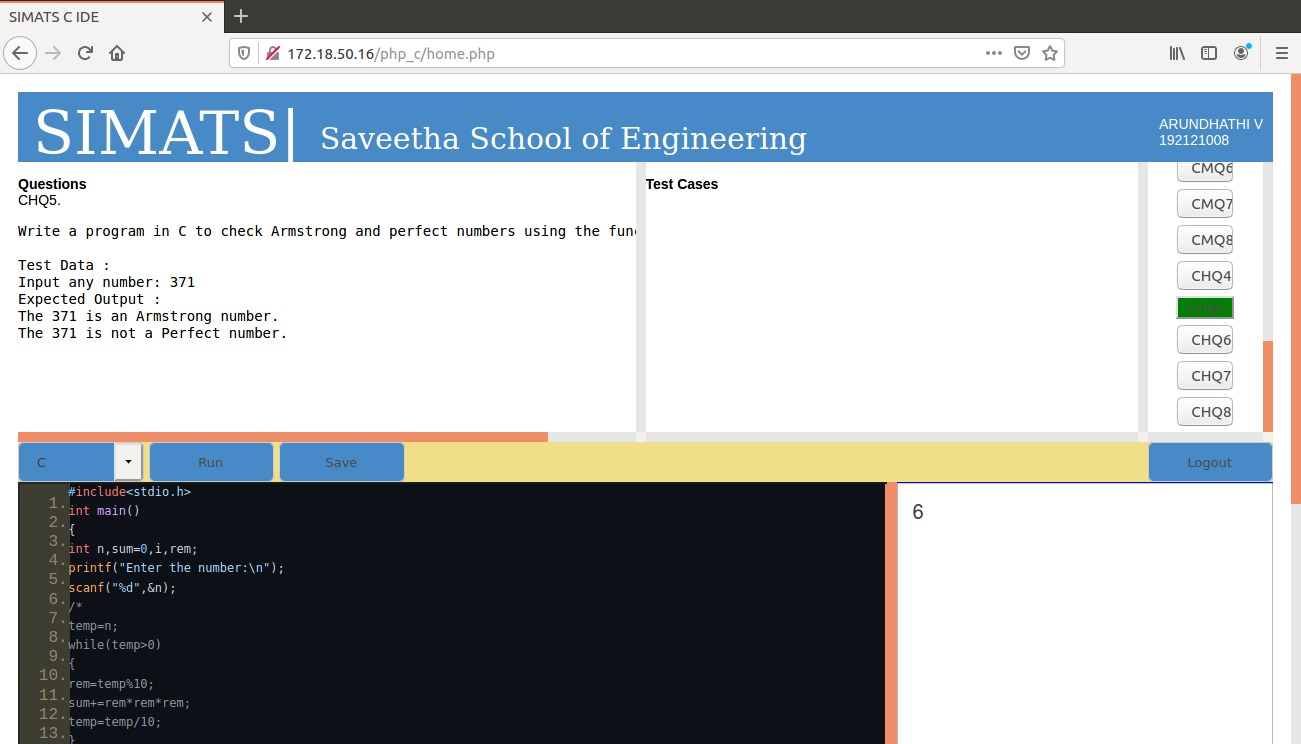 SIMATS C IDE
172.18.50.16/php_c/home.php
SIMATS|
Saveetha School of Engineering
ARUNDHATHI V
192121008
Questions
CHQ5.
Write a program in C to check Armstrong and perfect numbers using the fun
Test Data :
Input any number: 371
Expected Output :
The 371 is an Armstrong number.
The 371 is not a Perfect number.
Test Cases
CMQ6
CMQ7
CMQ8
CHQ4
CHQ6
CHQ7
CHQ8
C
Run
Save
Logout
1. #include<stdio.h>
2. int main()
3. {
4. int n,sum=0,i,rem;
5. printf("Enter the number:\n");
6. scanf("%d",&n);
7. /*
8. temp=n;
9. while(temp>0)
10. {
11. rem=temp%10;
12. sum+=rem*rem*rem;
13. temp=temp/10;
}
6